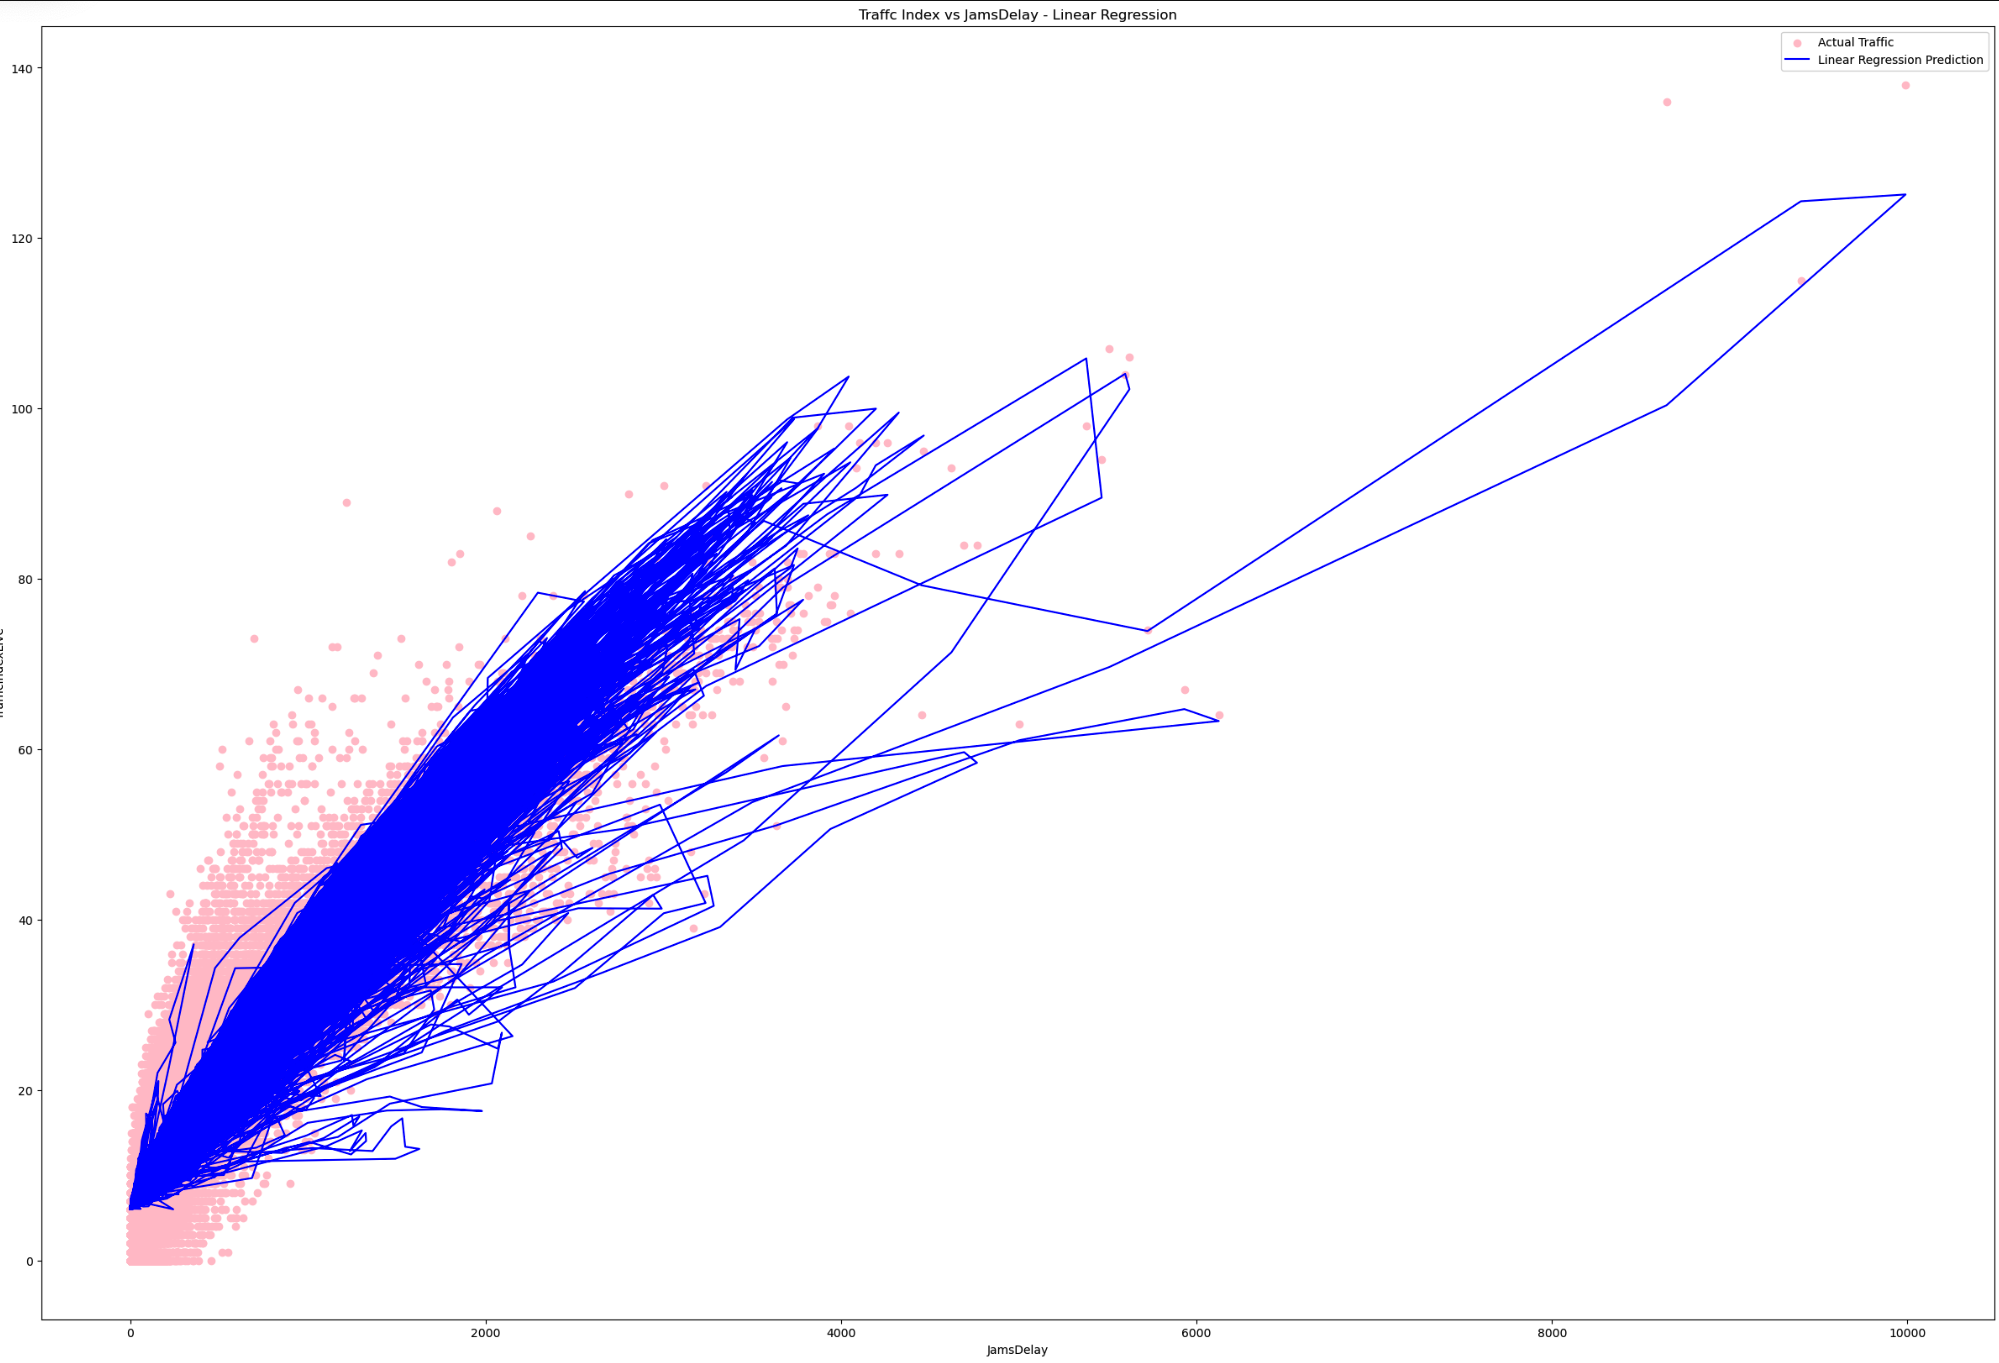 Traffc Index vs JamsDelay - Linear Regression
Actual Traffic
Linear Regression Prediction
140
120
100
80
60
40
20
0
0 2000 4000 6000 8000 10000
JamsDelay